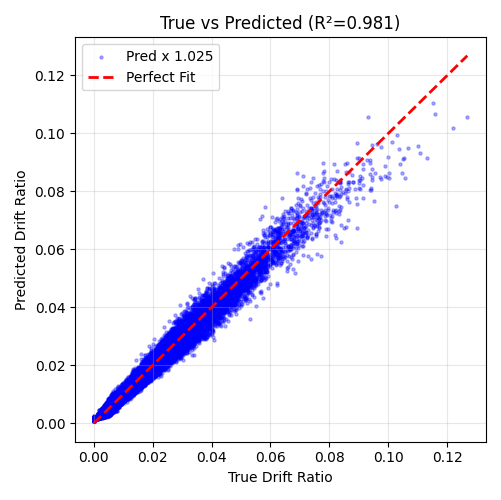 True vs Predicted (R²=0.981)
Pred x 1.025
Perfect Fit
Predicted Drift Ratio
0.12
0.10
0.08
0.06
0.04
0.02
0.00
0.00 0.02 0.04 0.06 0.08 0.10 0.12
True Drift Ratio